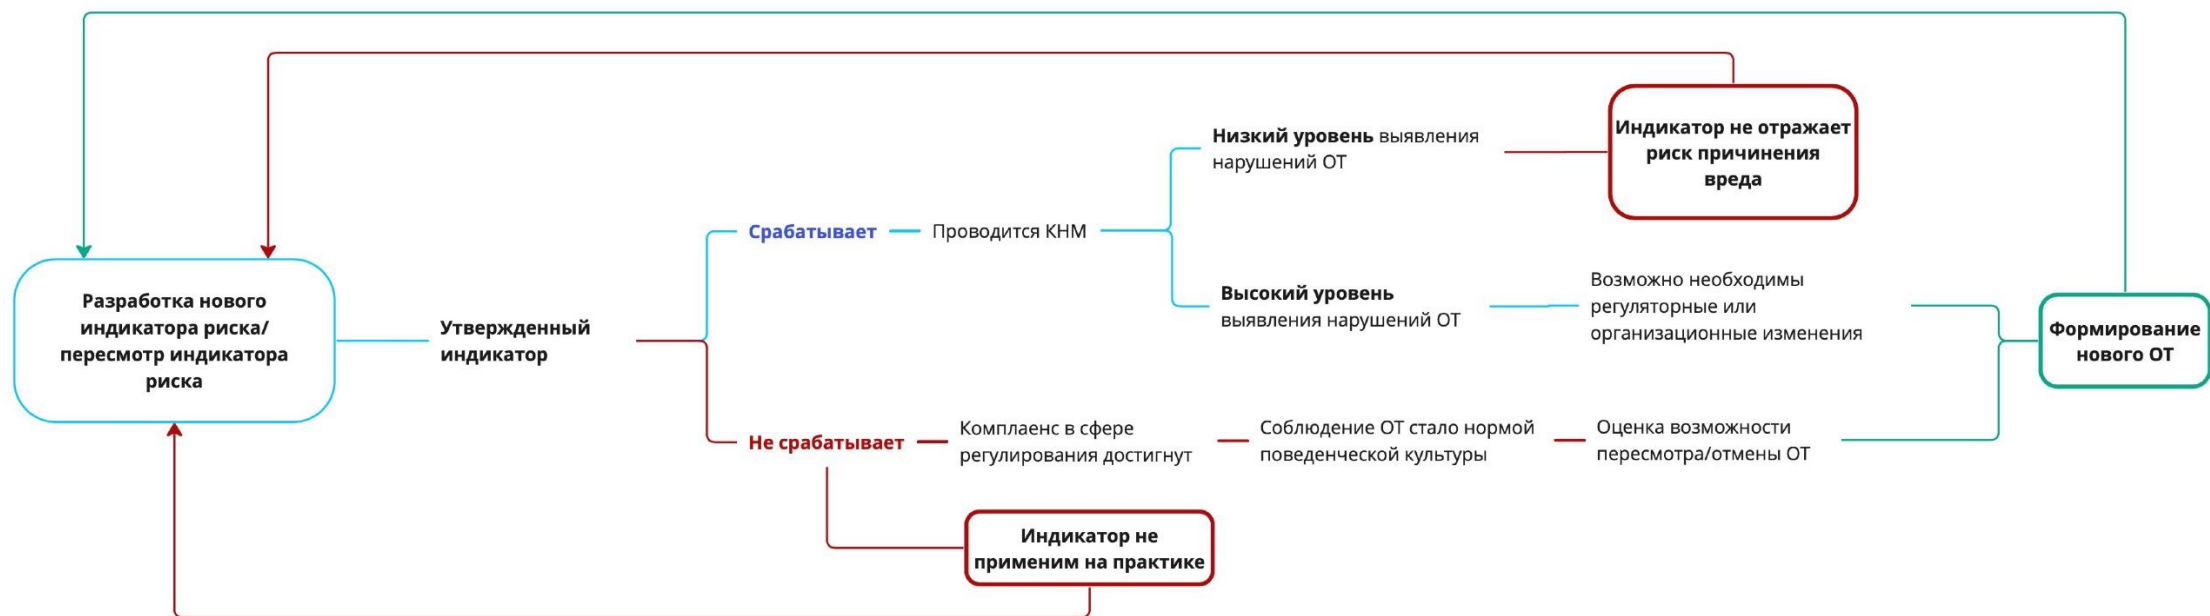 Разработка нового
индикатора риска/
пересмотр индикатора
риска
Утвержденный
индикатор
Срабатывает
Проводится КНМ
Низкий уровень выявления
нарушений ОТ
Индикатор не отражает
риск причинения
вреда
Высокий уровень
выявления нарушений ОТ
Возможно необходимы
регуляторные или
организационные изменения
Формирование
нового ОТ
Не срабатывает
Комплаенс в сфере
регулирования достигнут
Соблюдение ОТ стало нормой
поведенческой культуры
Оценка возможности
пересмотра/отмены ОТ
Индикатор не
применим на практике